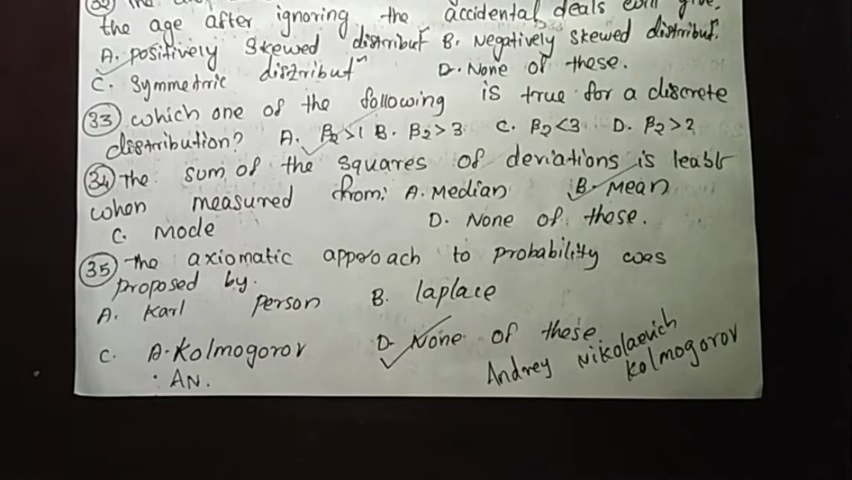 the age after ignoring the accidental deals will give.
A. positively skewed distribut B. Negatively skewed distribut.
C. symmetric distributⁿ D. None of these.
33 which one of the following is true for a discrete
distribution? A. β2>1 B. β2>3 C. β2<3 D. β2>2
34 The sum of the squares of deviations is least
when measured from: A. Median B. Mean
C. Mode D. None of these.
35 The axiomatic approach to probability was
proposed by.
A. Karl Person B. laplace
C. A. Kolmogorov D. None of these
AN. Andrey Nikolaevich
Kolmogorov